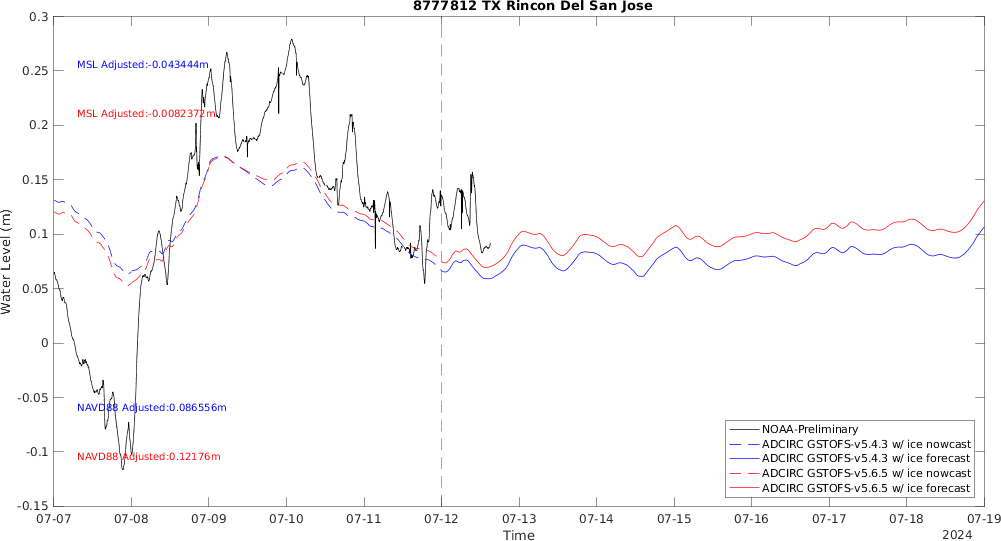 8777812 TX Rincon Del San Jose
0.3
0.25
0.2
0.15
0.1
0.05
0
-0.05
-0.1
-0.15
Water Level (m)
MSL Adjusted:-0.043444m
MSL Adjusted:-0.0082372m
NAVD88 Adjusted:0.086556m
NAVD88 Adjusted:0.12176m
NOAA-Preliminary
ADCIRC GSTOFS-v5.4.3 w/ ice nowcast
ADCIRC GSTOFS-v5.4.3 w/ ice forecast
ADCIRC GSTOFS-v5.6.5 w/ ice nowcast
ADCIRC GSTOFS-v5.6.5 w/ ice forecast
07-07 07-08 07-09 07-10 07-11 07-12 07-13 07-14 07-15 07-16 07-17 07-18 07-19
Time
2024